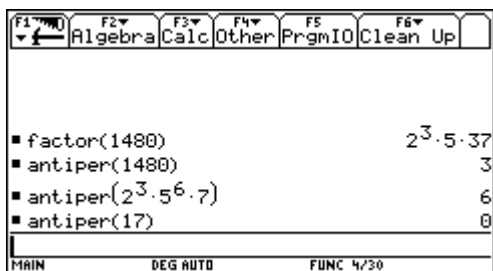 F1 F2 F3 F4 F5 F6
Algebra Calc Other PrgmIO Clean Up
▪ factor(1480) 2³·5·37
▪ antiper(1480) 3
▪ antiper(2³·5⁶·7) 6
▪ antiper(17) 0
MAIN DEG AUTO FUNC 4/30